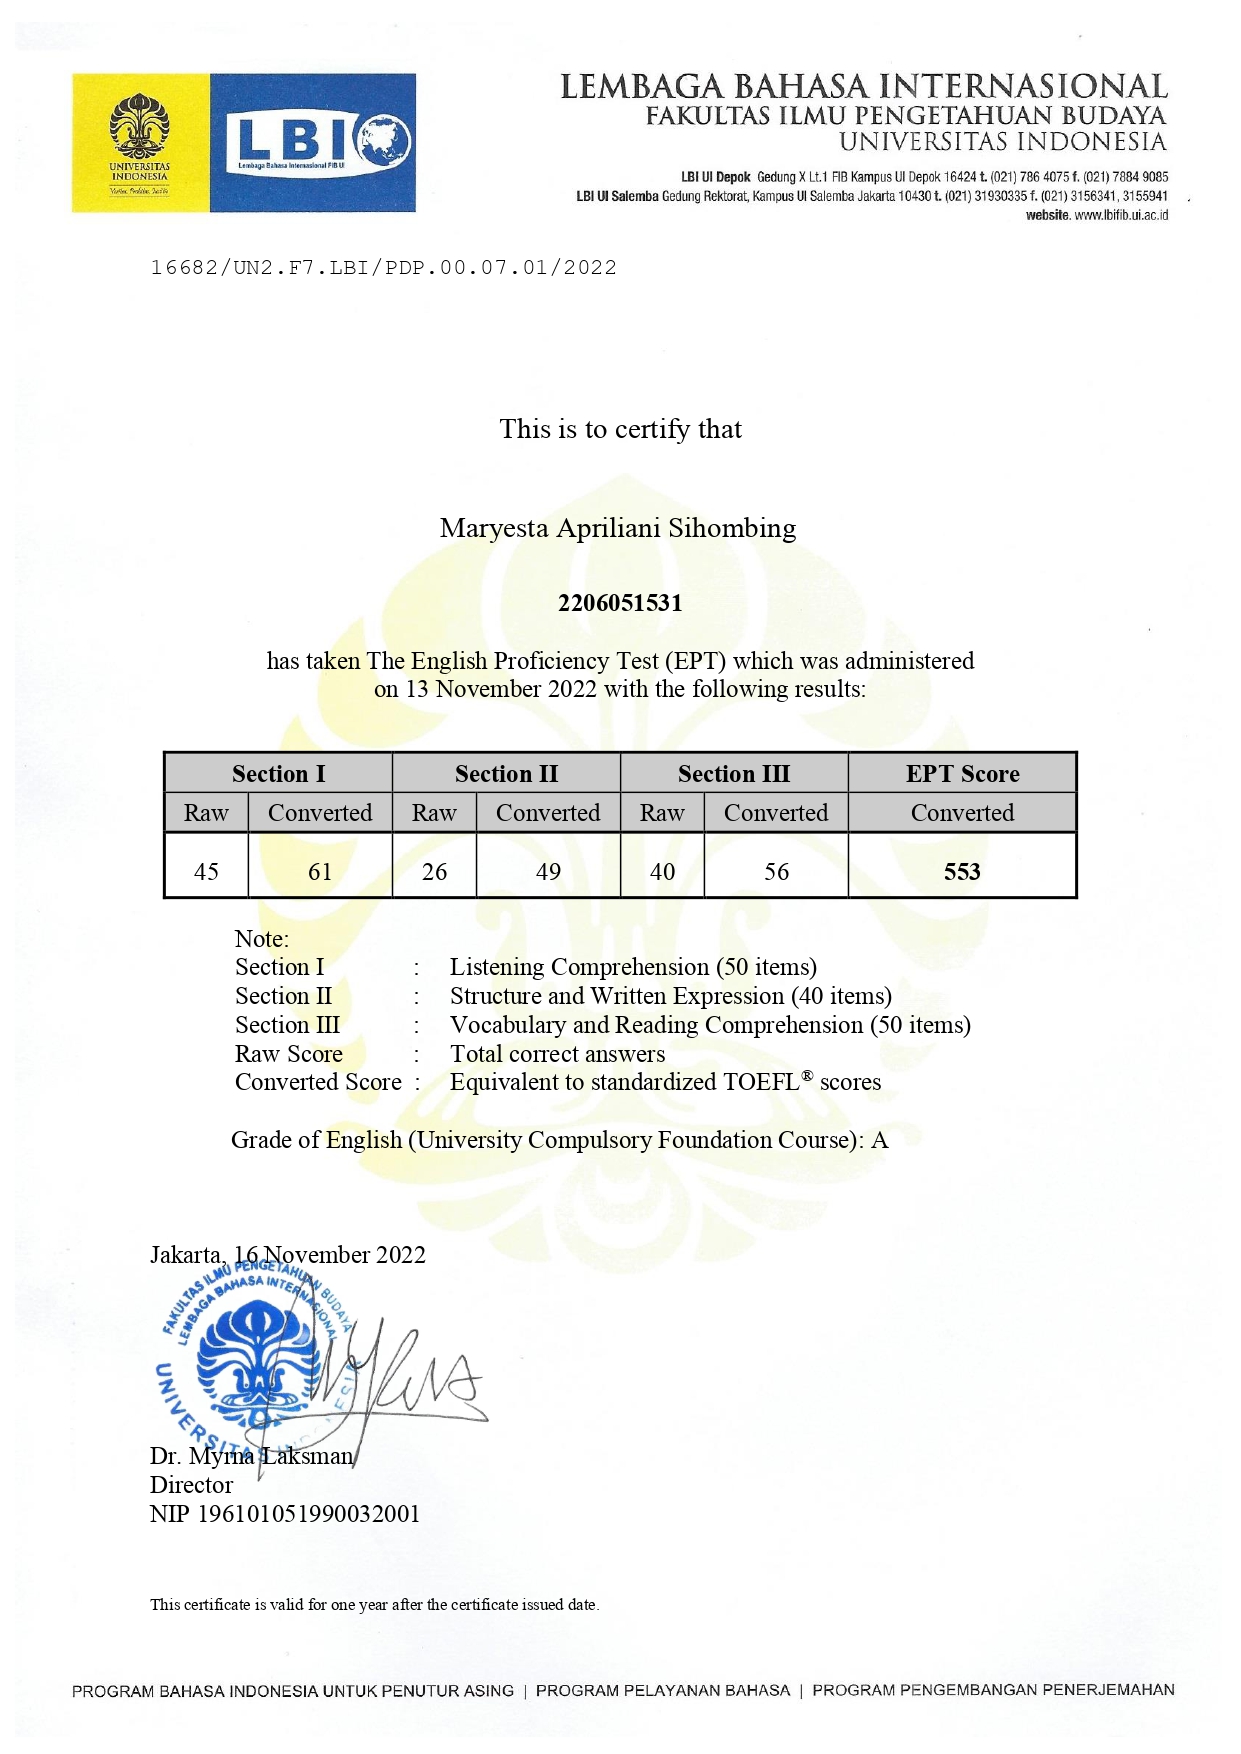 UNIVERSITAS
INDONESIA
Veritas, Probitas, Iustitia
LBI
Lembaga Bahasa Internasional FIB UI
LEMBAGA BAHASA INTERNASIONAL
FAKULTAS ILMU PENGETAHUAN BUDAYA
UNIVERSITAS INDONESIA
LBI UI Depok Gedung X Lt.1 FIB Kampus UI Depok 16424 t. (021) 786 4075 f. (021) 7884 9085
LBI UI Salemba Gedung Rektorat, Kampus UI Salemba Jakarta 10430 t. (021) 31930335 f. (021) 3156341, 3155941
website. www.lbifib.ui.ac.id
16682/UN2.F7.LBI/PDP.00.07.01/2022
This is to certify that
Maryesta Apriliani Sihombing
2206051531
has taken The English Proficiency Test (EPT) which was administered
on 13 November 2022 with the following results:
Section I Section II Section III EPT Score
Raw Converted Raw Converted Raw Converted Converted
45 61 26 49 40 56 553
Note:
Section I : Listening Comprehension (50 items)
Section II : Structure and Written Expression (40 items)
Section III : Vocabulary and Reading Comprehension (50 items)
Raw Score : Total correct answers
Converted Score : Equivalent to standardized TOEFL® scores
Grade of English (University Compulsory Foundation Course): A
Jakarta, 16 November 2022
FAKULTAS ILMU PENGETAHUAN BUDAYA
LEMBAGA BAHASA INTERNASIONAL
UNIVERSITAS INDONESIA
Dr. Myrna Laksman
Director
NIP 196101051990032001
This certificate is valid for one year after the certificate issued date.
PROGRAM BAHASA INDONESIA UNTUK PENUTUR ASING | PROGRAM PELAYANAN BAHASA | PROGRAM PENGEMBANGAN PENERJEMAHAN